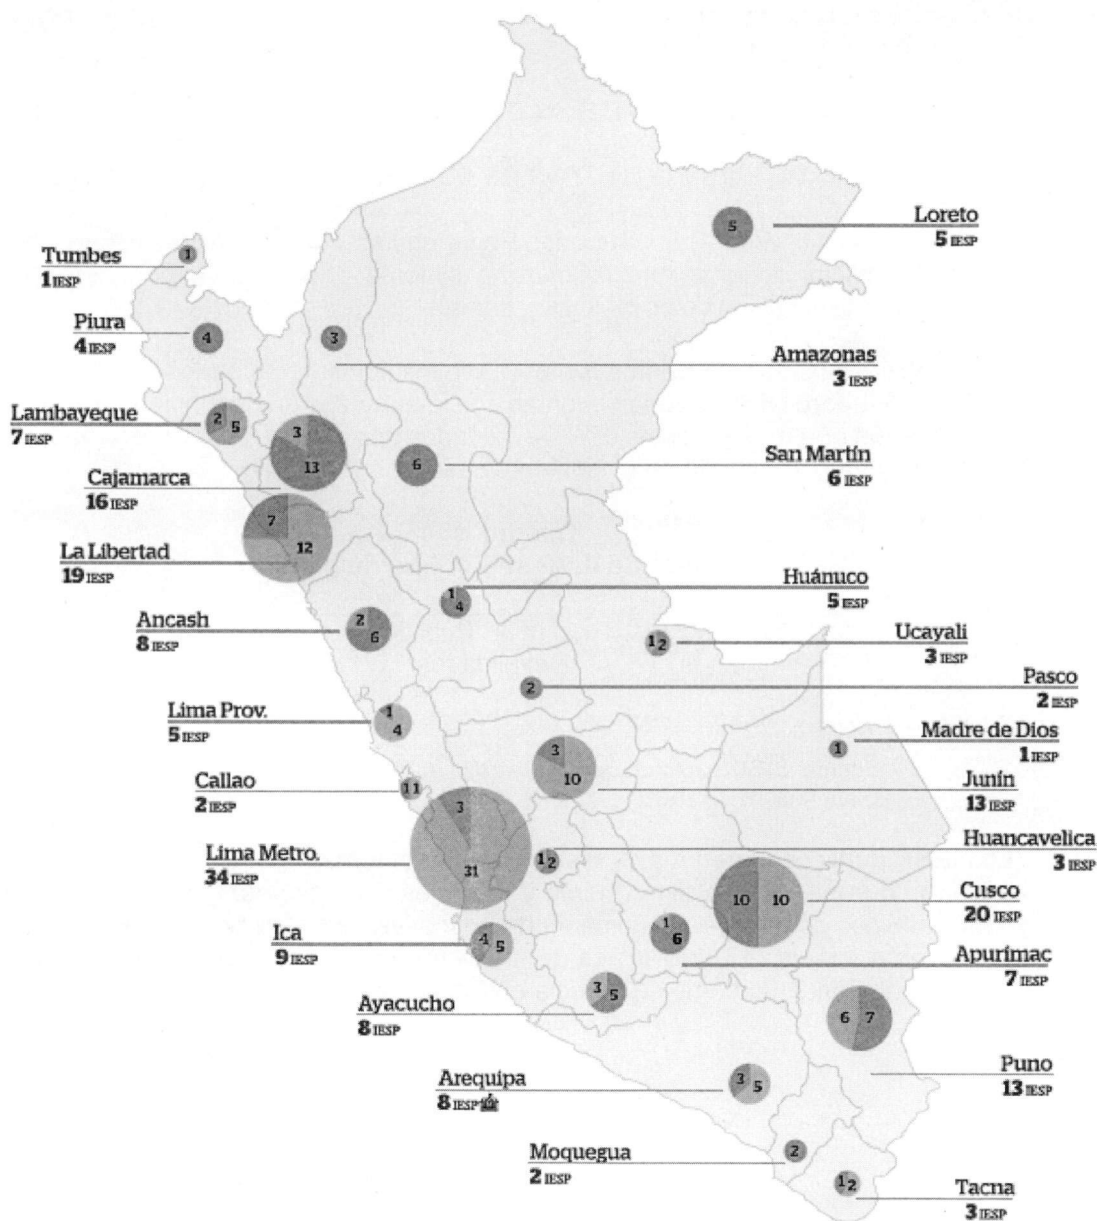 Loreto
5 IESP
5
Tumbes
1 IESP
1
Piura
4 IESP
4
3
Amazonas
3 IESP
Lambayeque
7 IESP
2 5
3
13
San Martín
6 IESP
6
Cajamarca
16 IESP
7
12
La Libertad
19 IESP
Huánuco
5 IESP
1
4
Ancash
8 IESP
2
6
Ucayali
3 IESP
1 2
Pasco
2 IESP
2
Lima Prov.
5 IESP
1
4
Madre de Dios
1 IESP
1
3
10
Junín
13 IESP
Callao
2 IESP
1 1
Huancavelica
3 IESP
1 2
Lima Metro.
34 IESP
3
31
Cusco
20 IESP
10 10
Ica
9 IESP
4 5
1
6
Apurímac
7 IESP
Ayacucho
8 IESP
3 5
6 7
Puno
13 IESP
Arequipa
8 IESP
3
5
Moquegua
2 IESP
2
Tacna
3 IESP
1 2